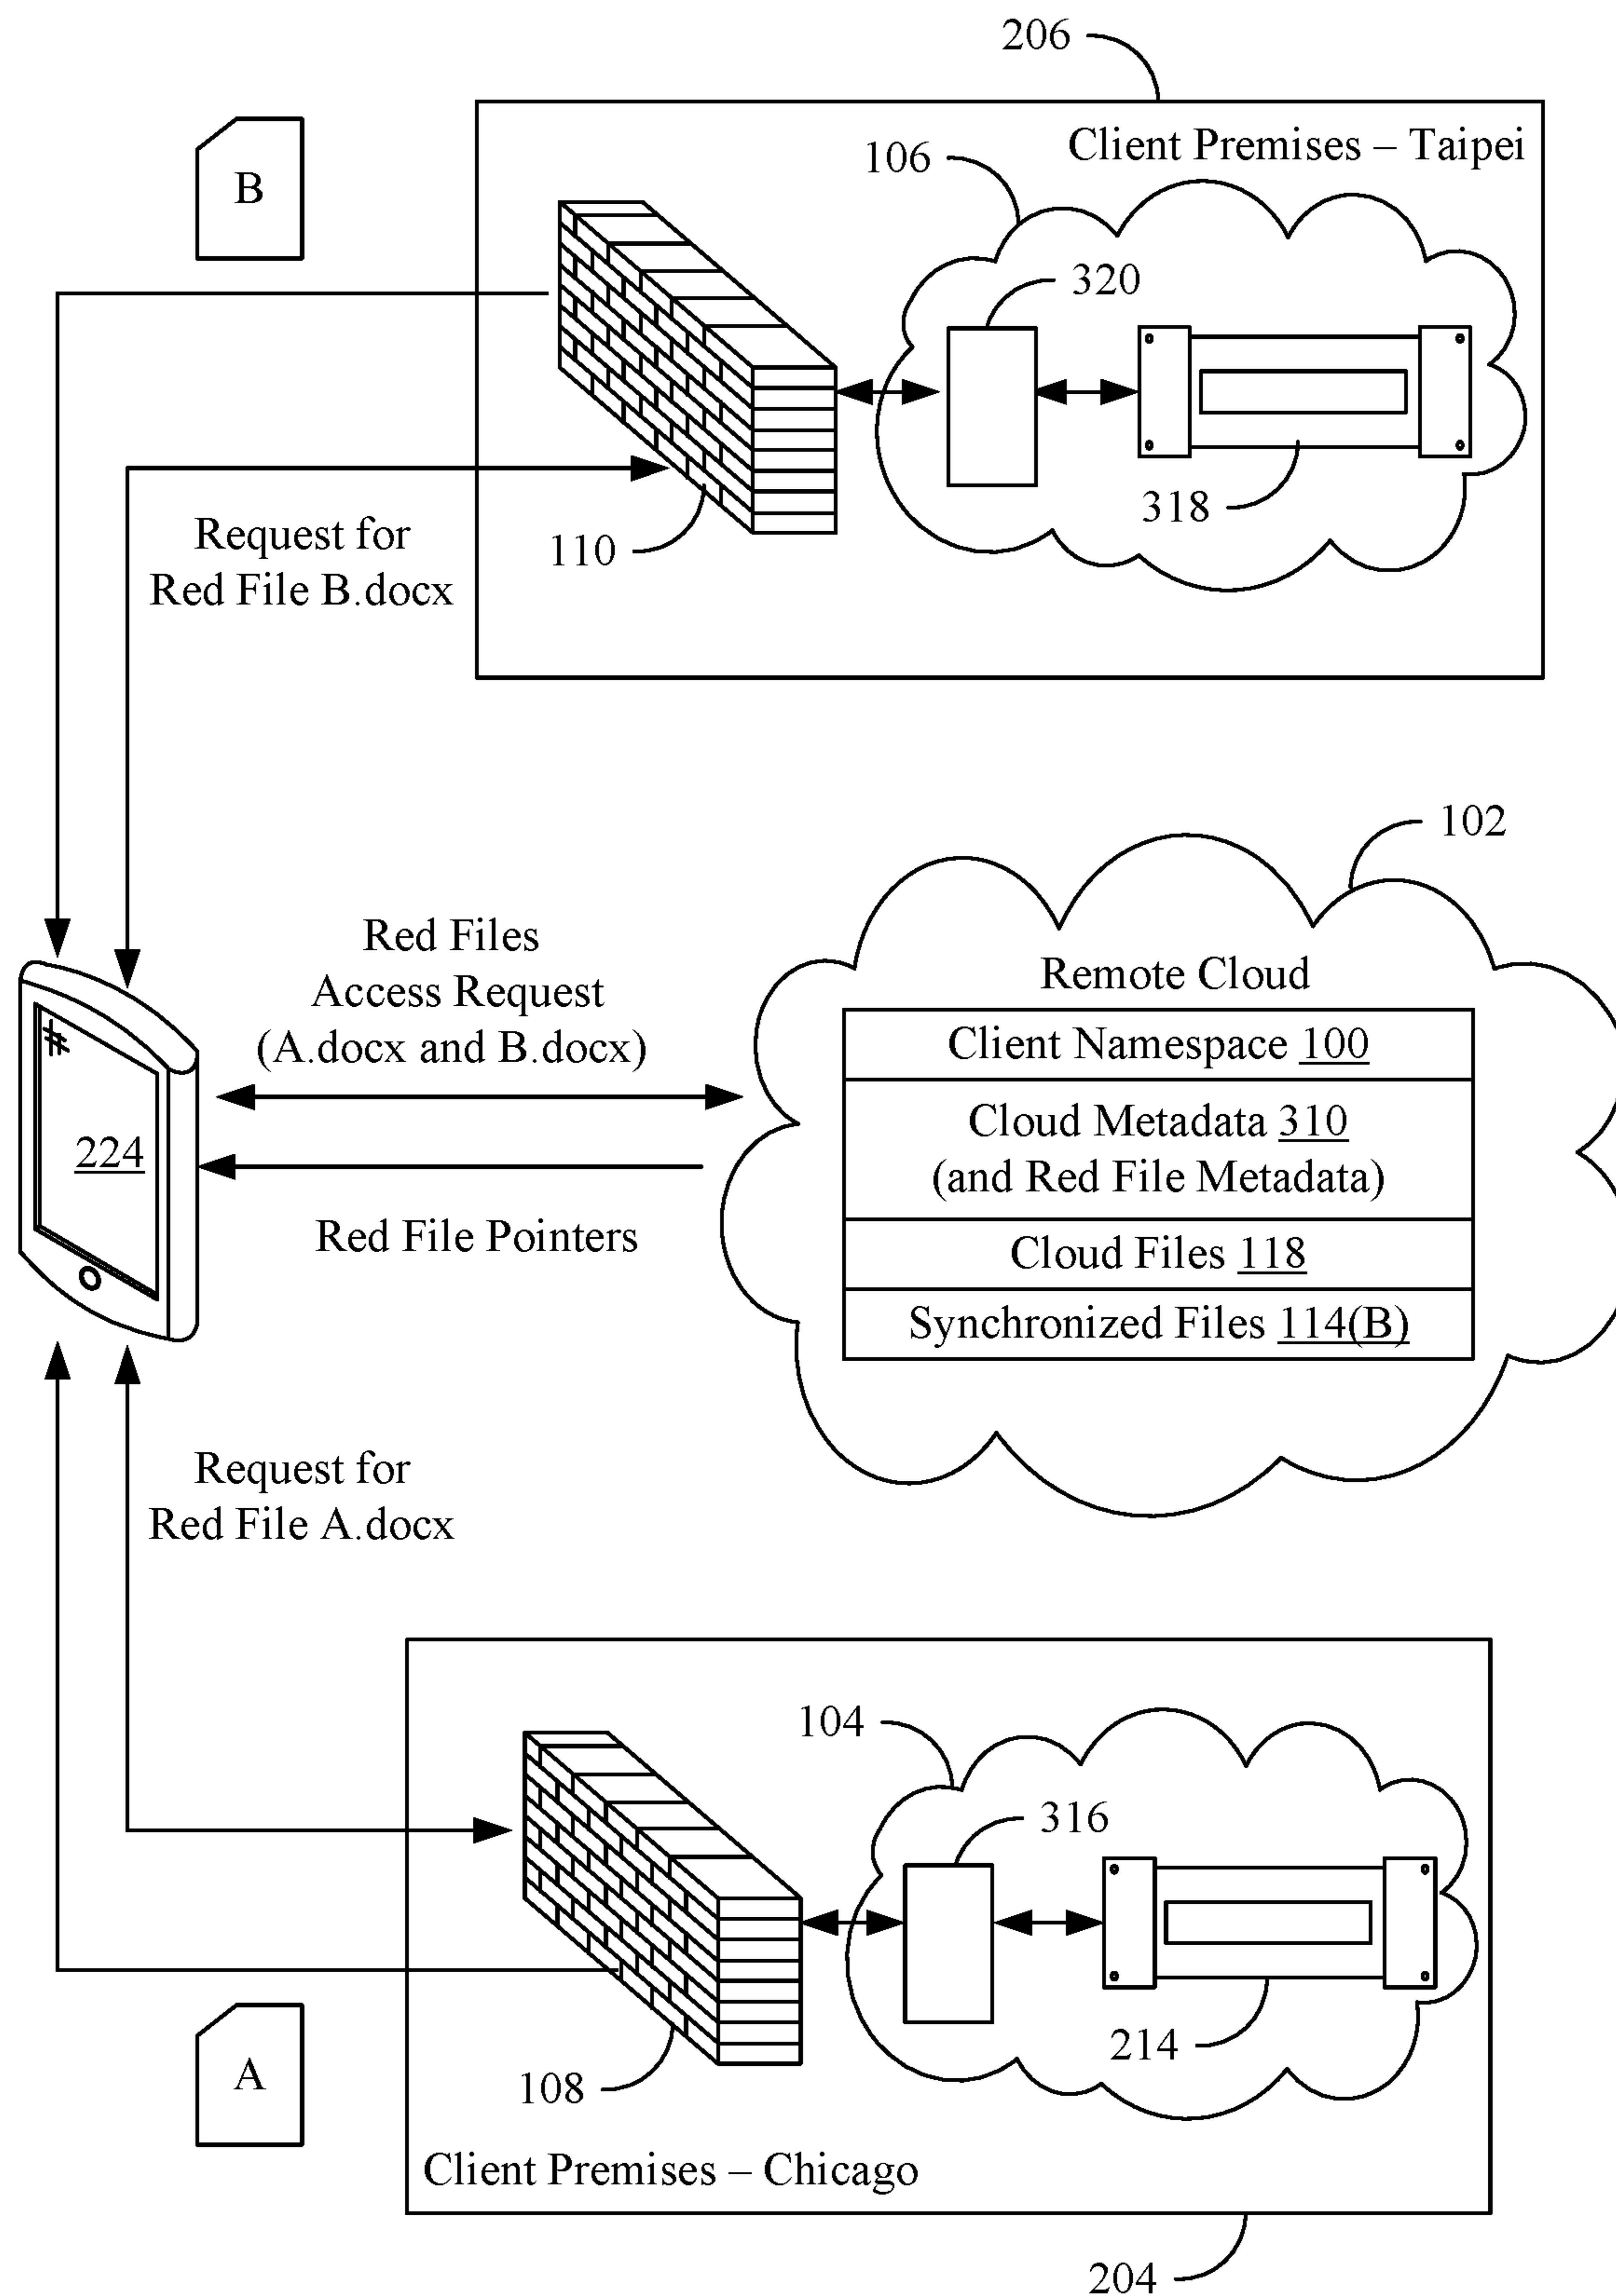 206
B
Client Premises – Taipei
106
320
318
110
Request for
Red File B.docx
102
Red Files
Access Request
(A.docx and B.docx)
Remote Cloud
Client Namespace 100
Cloud Metadata 310
(and Red File Metadata)
Cloud Files 118
Synchronized Files 114(B)
#
224
Red File Pointers
Request for
Red File A.docx
104
316
214
108
A
Client Premises – Chicago
204